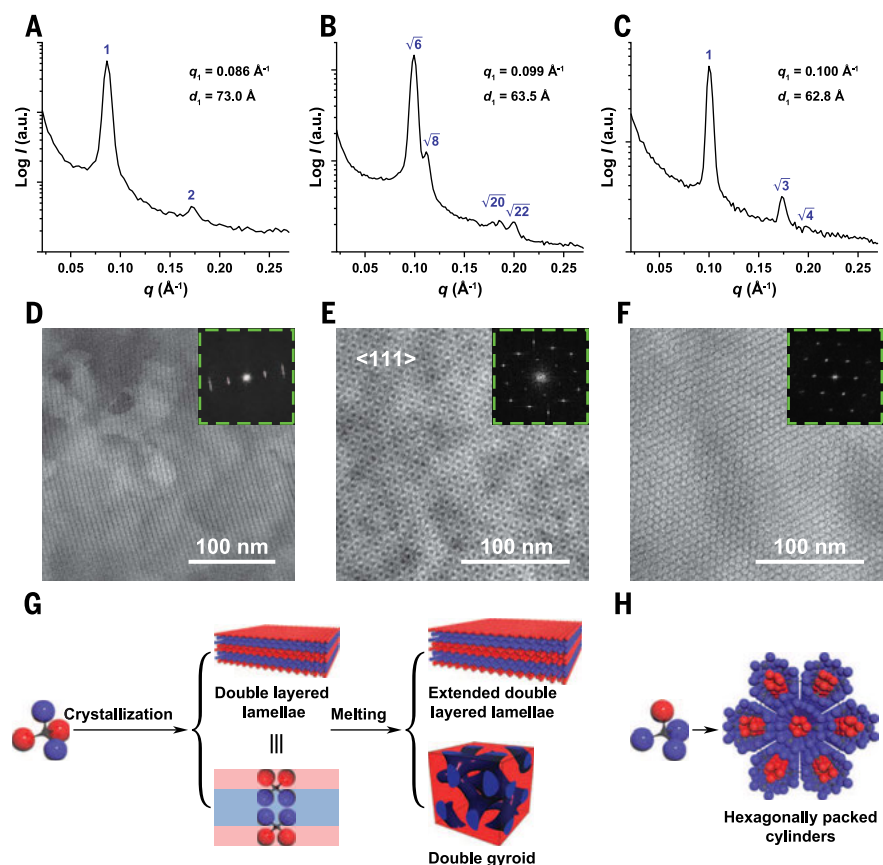 A
1
2
q₁ = 0.086 Å⁻¹
d₁ = 73.0 Å
Log I (a.u.)
0.05 0.10 0.15 0.20 0.25
q (Å⁻¹)
B
√6
√8
√20
√22
q₁ = 0.099 Å⁻¹
d₁ = 63.5 Å
Log I (a.u.)
0.05 0.10 0.15 0.20 0.25
q (Å⁻¹)
C
1
√3
√4
q₁ = 0.100 Å⁻¹
d₁ = 62.8 Å
Log I (a.u.)
0.05 0.10 0.15 0.20 0.25
q (Å⁻¹)
D
100 nm
E
<111>
100 nm
F
100 nm
G
Crystallization
Double layered
lamellae
Melting
Extended double
layered lamellae
Double gyroid
H
Hexagonally packed
cylinders